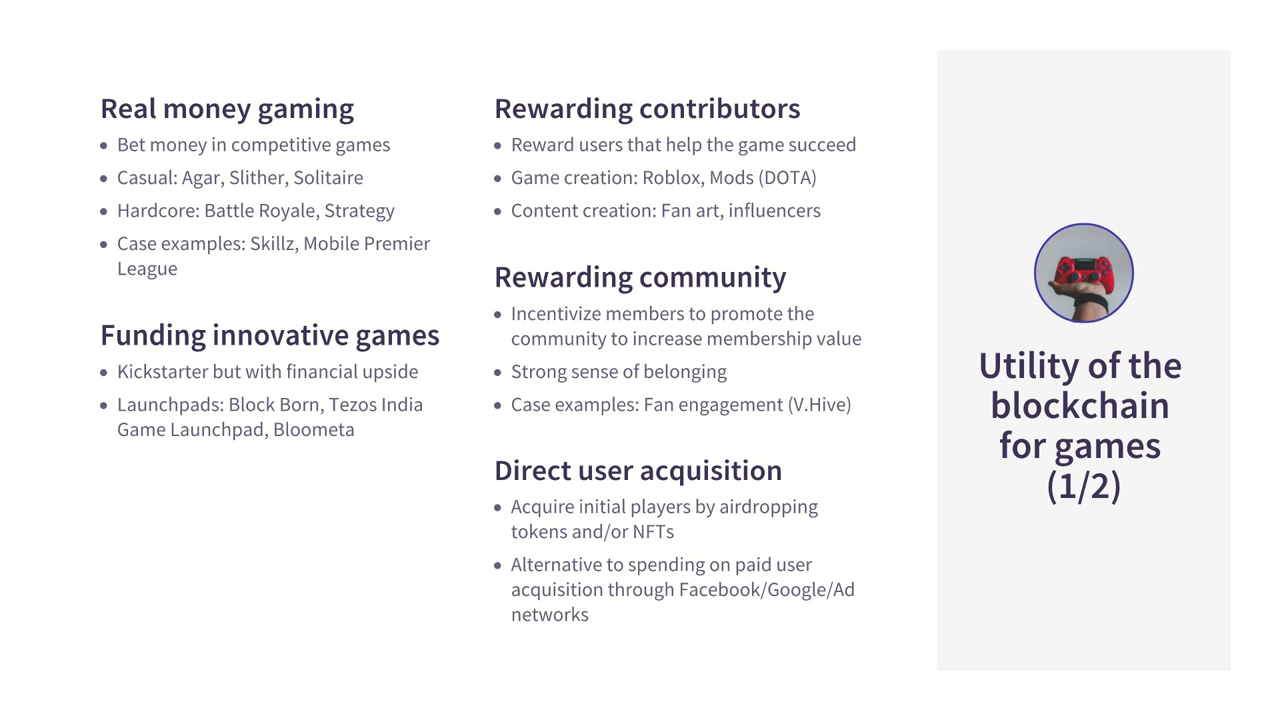 Real money gaming
• Bet money in competitive games
• Casual: Agar, Slither, Solitaire
• Hardcore: Battle Royale, Strategy
• Case examples: Skillz, Mobile Premier
League
Funding innovative games
• Kickstarter but with financial upside
• Launchpads: Block Born, Tezos India
Game Launchpad, Bloometa
Rewarding contributors
• Reward users that help the game succeed
• Game creation: Roblox, Mods (DOTA)
• Content creation: Fan art, influencers
Rewarding community
• Incentivize members to promote the
community to increase membership value
• Strong sense of belonging
• Case examples: Fan engagement (V.Hive)
Direct user acquisition
• Acquire initial players by airdropping
tokens and/or NFTs
• Alternative to spending on paid user
acquisition through Facebook/Google/Ad
networks
Utility of the
blockchain
for games
(1/2)